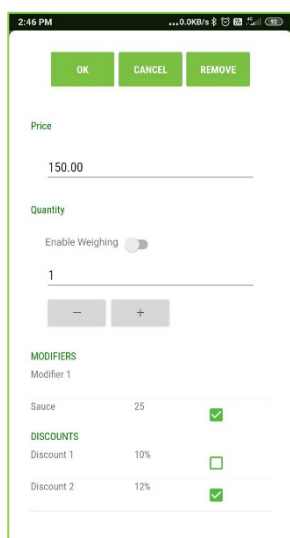 2:46 PM ...0.0KB/s 92
OK CANCEL REMOVE
Price
150.00
Quantity
Enable Weighing
1
− +
MODIFIERS
Modifier 1
Sauce 25
DISCOUNTS
Discount 1 10%
Discount 2 12%